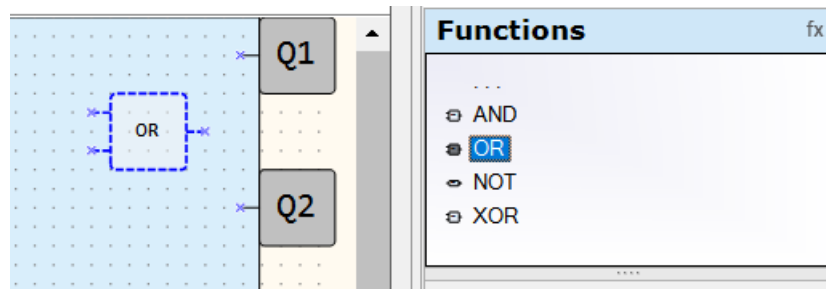 Q1
OR
Q2
Functions fx
...
AND
OR
NOT
XOR